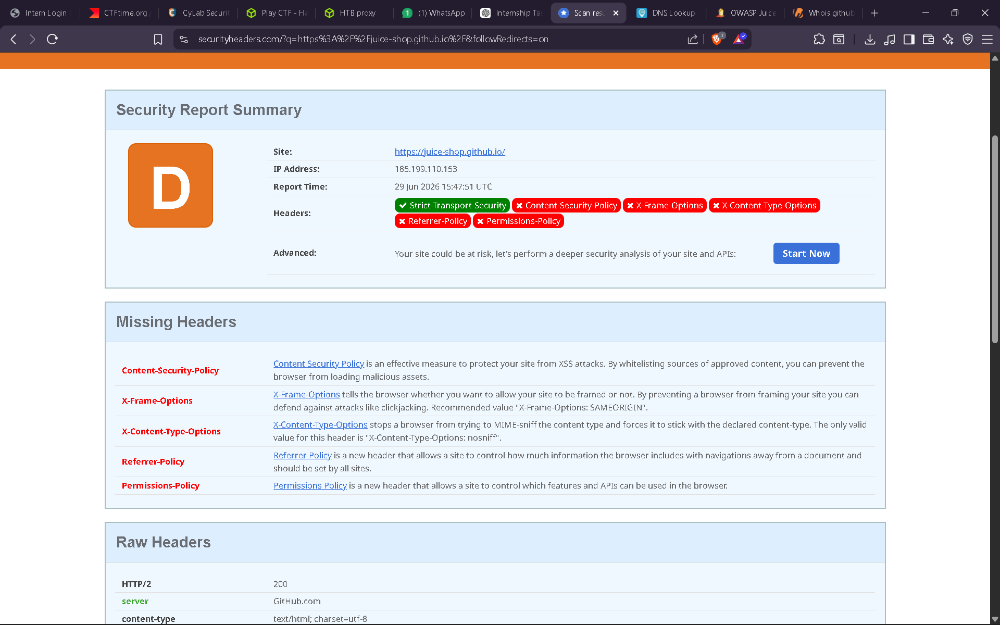 Intern Login
CTFtime.org /
CyLab Securit
Play CTF - Ha
HTB proxy
1 (1) WhatsApp
Internship Ta
Scan resu
DNS Lookup
OWASP Juice
Whois github
securityheaders.com/?q=https%3A%2F%2Fjuice-shop.github.io%2F&followRedirects=on
2
Security Report Summary
D
Site: https://juice-shop.github.io/
IP Address: 185.199.110.153
Report Time: 29 Jun 2026 15:47:51 UTC
Headers: Strict-Transport-Security Content-Security-Policy X-Frame-Options X-Content-Type-Options
Referrer-Policy Permissions-Policy
Advanced: Your site could be at risk, let’s perform a deeper security analysis of your site and APIs: Start Now
Missing Headers
Content-Security-Policy Content Security Policy is an effective measure to protect your site from XSS attacks. By whitelisting sources of approved content, you can prevent the
browser from loading malicious assets.
X-Frame-Options X-Frame-Options tells the browser whether you want to allow your site to be framed or not. By preventing a browser from framing your site you can
defend against attacks like clickjacking. Recommended value "X-Frame-Options: SAMEORIGIN".
X-Content-Type-Options X-Content-Type-Options stops a browser from trying to MIME-sniff the content type and forces it to stick with the declared content-type. The only valid
value for this header is "X-Content-Type-Options: nosniff".
Referrer-Policy Referrer Policy is a new header that allows a site to control how much information the browser includes with navigations away from a document and
should be set by all sites.
Permissions-Policy Permissions Policy is a new header that allows a site to control which features and APIs can be used in the browser.
Raw Headers
HTTP/2 200
server GitHub.com
content-type text/html; charset=utf-8